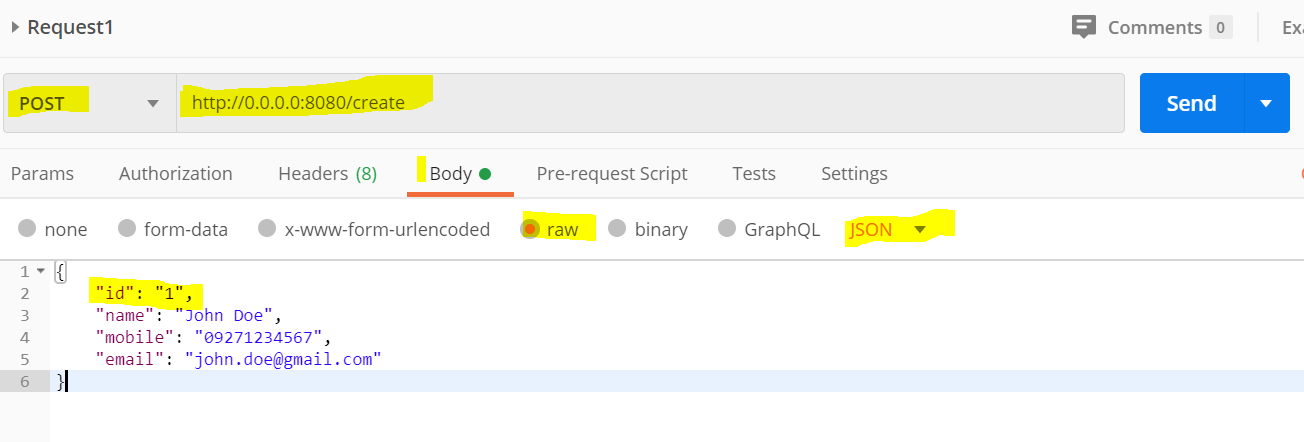 Request1
Comments 0
POST
http://0.0.0.0:8080/create
Send
Params Authorization Headers (8) Body Pre-request Script Tests Settings
none form-data x-www-form-urlencoded raw binary GraphQL JSON
1 {
2 "id": "1",
3 "name": "John Doe",
4 "mobile": "09271234567",
5 "email": "john.doe@gmail.com"
6 }